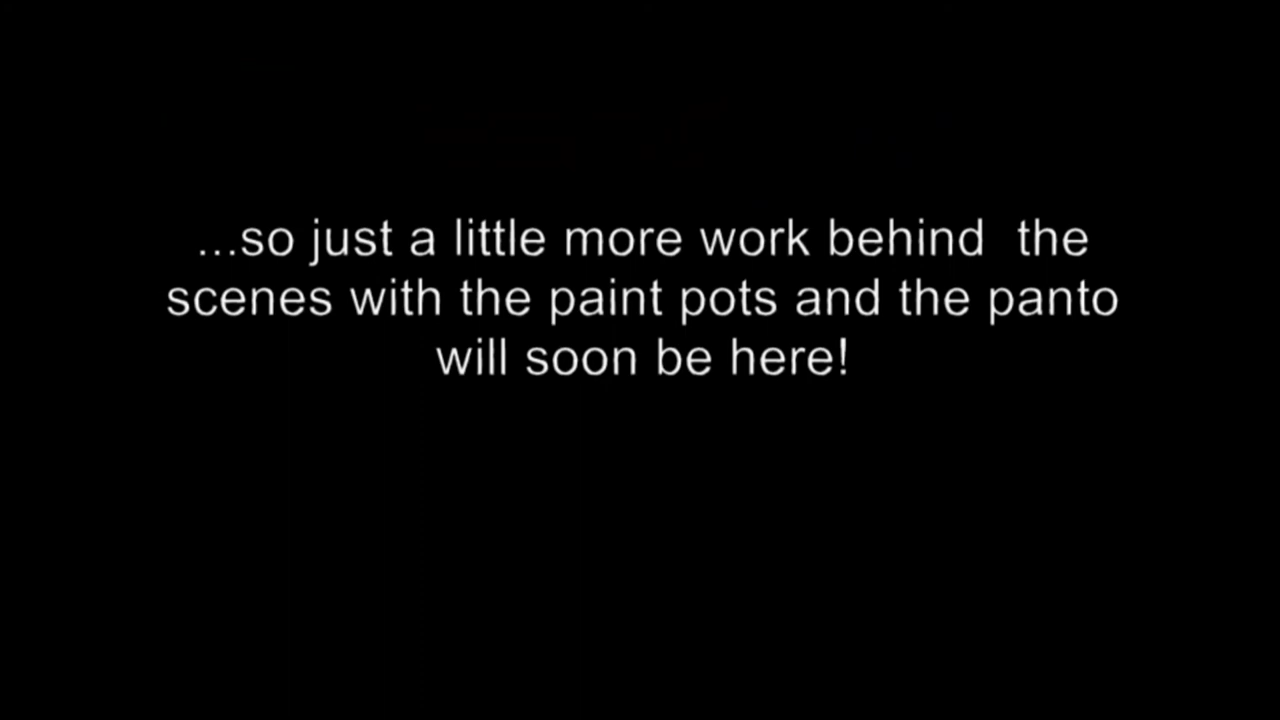 ...so just a little more work behind  the
scenes with the paint pots and the panto
will soon be here!